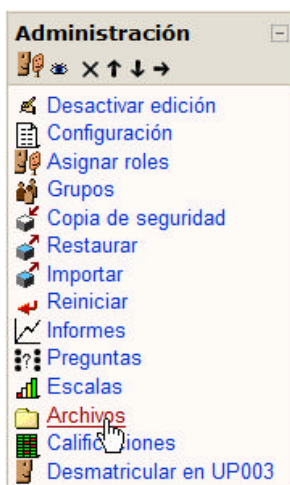 Administración
Desactivar edición
Configuración
Asignar roles
Grupos
Copia de seguridad
Restaurar
Importar
Reiniciar
Informes
Preguntas
Escalas
Archivos
Calificaciones
Desmatricular en UP003